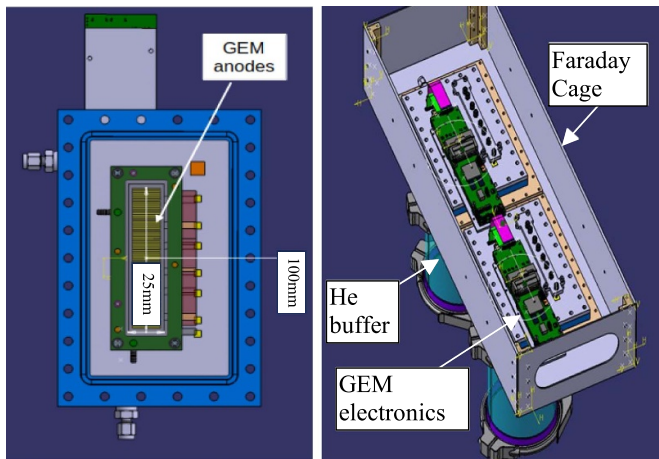 GEM
anodes
100mm
25mm
Faraday
Cage
He
buffer
GEM
electronics